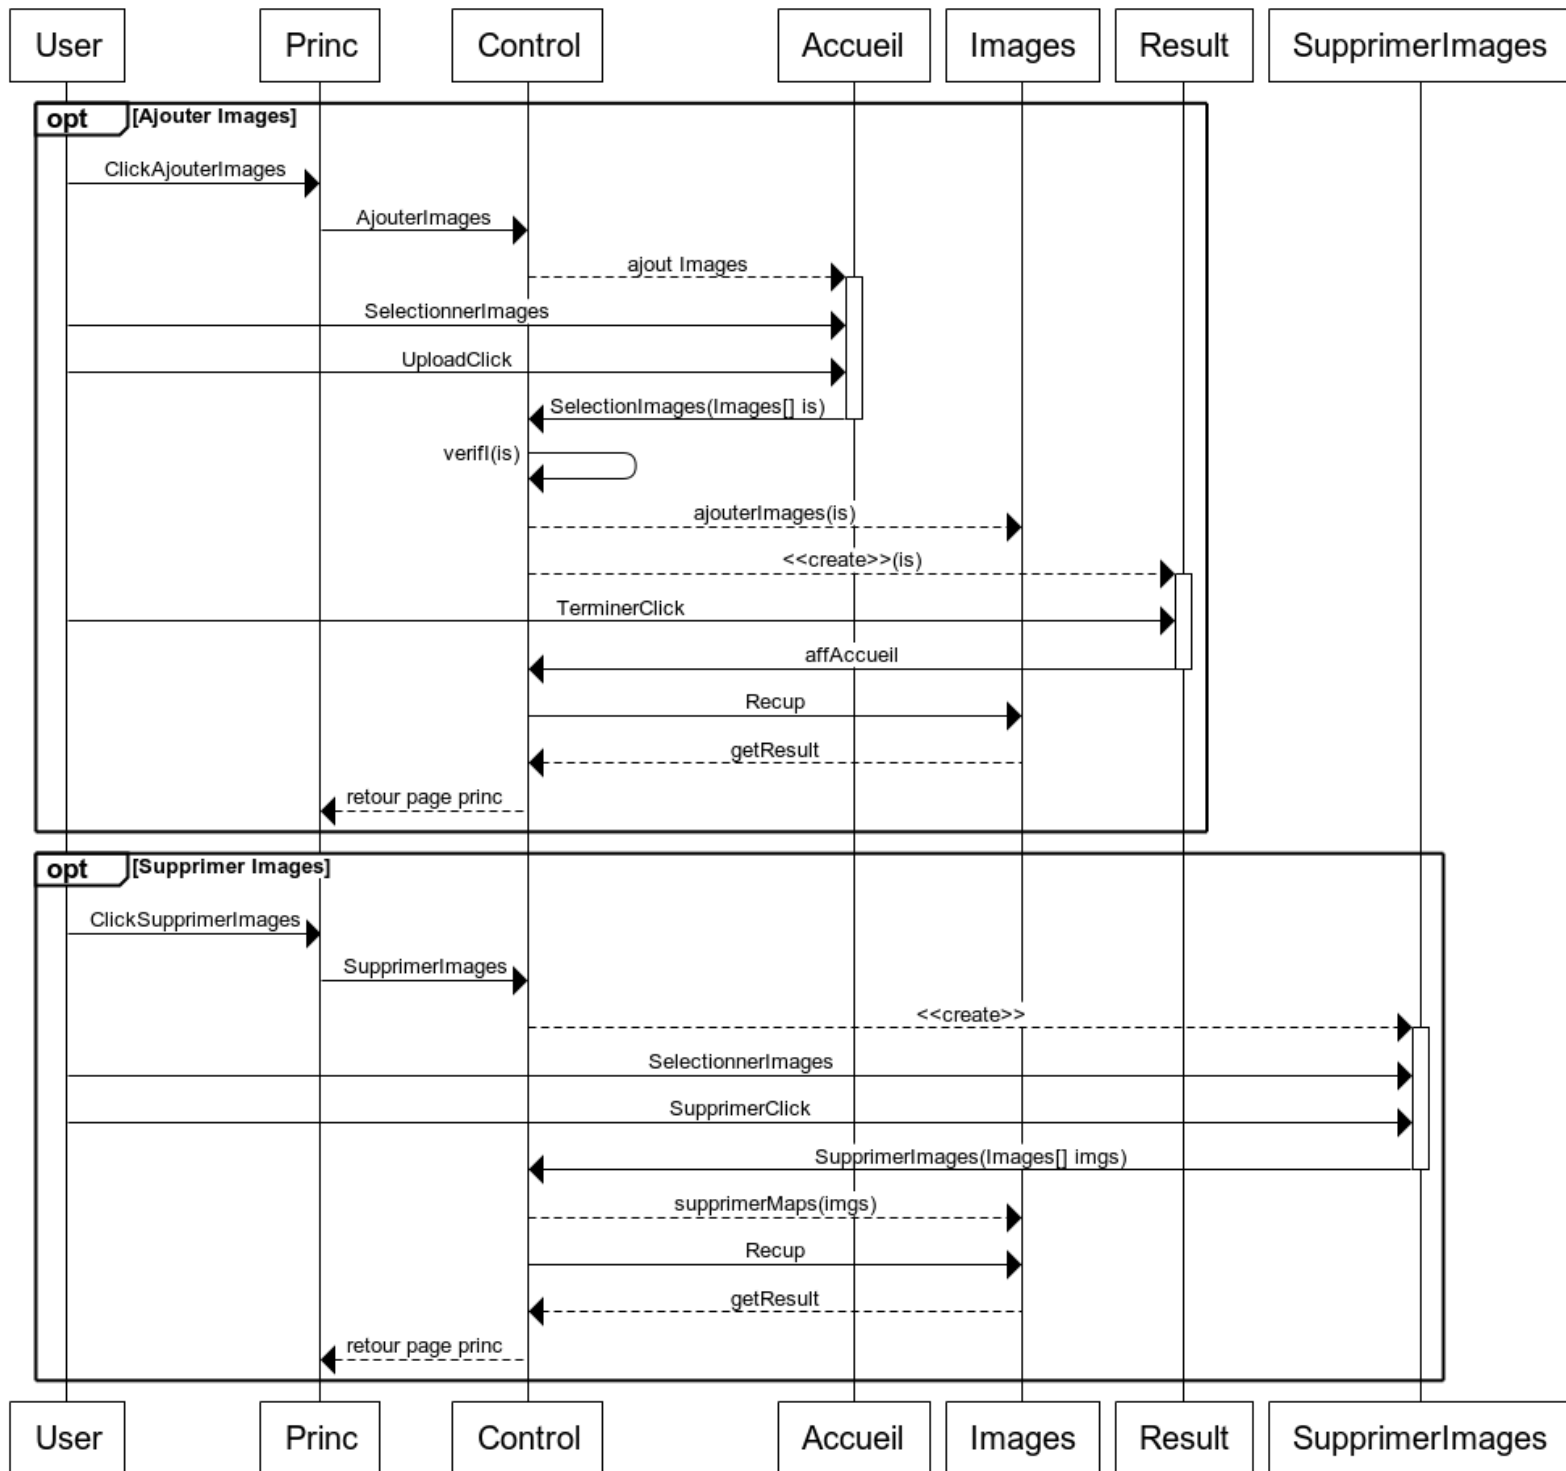 User
Princ
Control
Accueil
Images
Result
SupprimerImages
opt
[Ajouter Images]
ClickAjouterImages
AjouterImages
ajout Images
SelectionnerImages
UploadClick
SelectionImages(Images[] is)
verifI(is)
ajouterImages(is)
<<create>>(is)
TerminerClick
affAccueil
Recup
getResult
retour page princ
opt
[Supprimer Images]
ClickSupprimerImages
SupprimerImages
<<create>>
SelectionnerImages
SupprimerClick
SupprimerImages(Images[] imgs)
supprimerMaps(imgs)
Recup
getResult
retour page princ
User
Princ
Control
Accueil
Images
Result
SupprimerImages